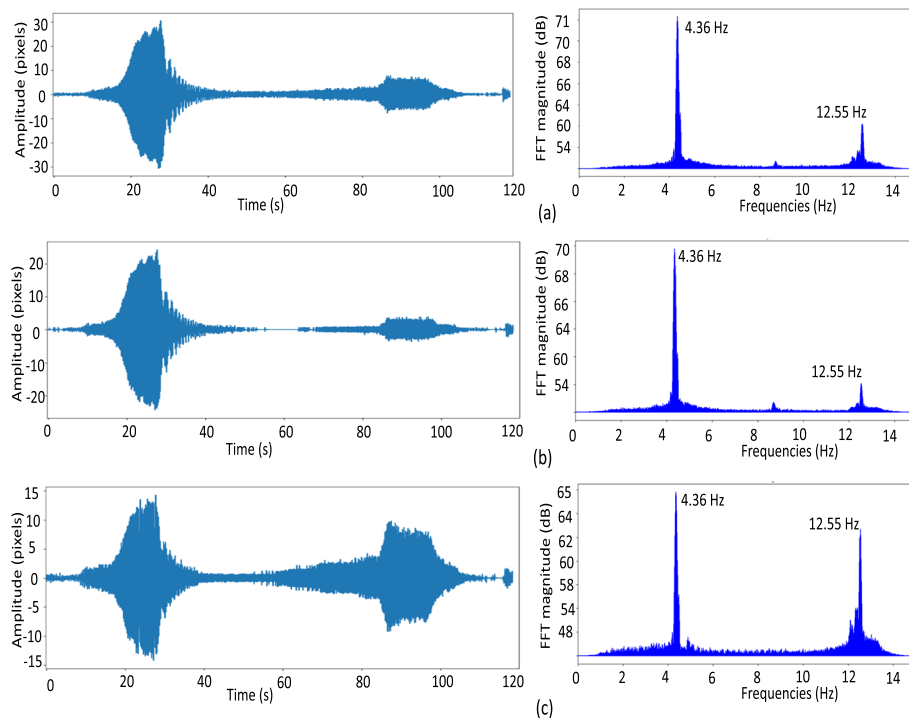 Amplitude (pixels)
30
20
10
0
-10
-20
-30
0 20 40 60 80 100 120
Time (s)
FFT magnitude (dB)
71
70
68
66
64
60
54
4.36 Hz
12.55 Hz
0 2 4 6 8 10 12 14
Frequencies (Hz)
(a)
Amplitude (pixels)
20
10
0
-10
-20
0 20 40 60 80 100 120
Time (s)
FFT magnitude (dB)
70
68
66
64
60
54
4.36 Hz
12.55 Hz
0 2 4 6 8 10 12 14
Frequencies (Hz)
(b)
Amplitude (pixels)
15
10
5
0
-5
-10
-15
0 20 40 60 80 100 120
Time (s)
FFT magnitude (dB)
65
64
62
60
58
54
48
4.36 Hz
12.55 Hz
0 2 4 6 8 10 12 14
Frequencies (Hz)
(c)